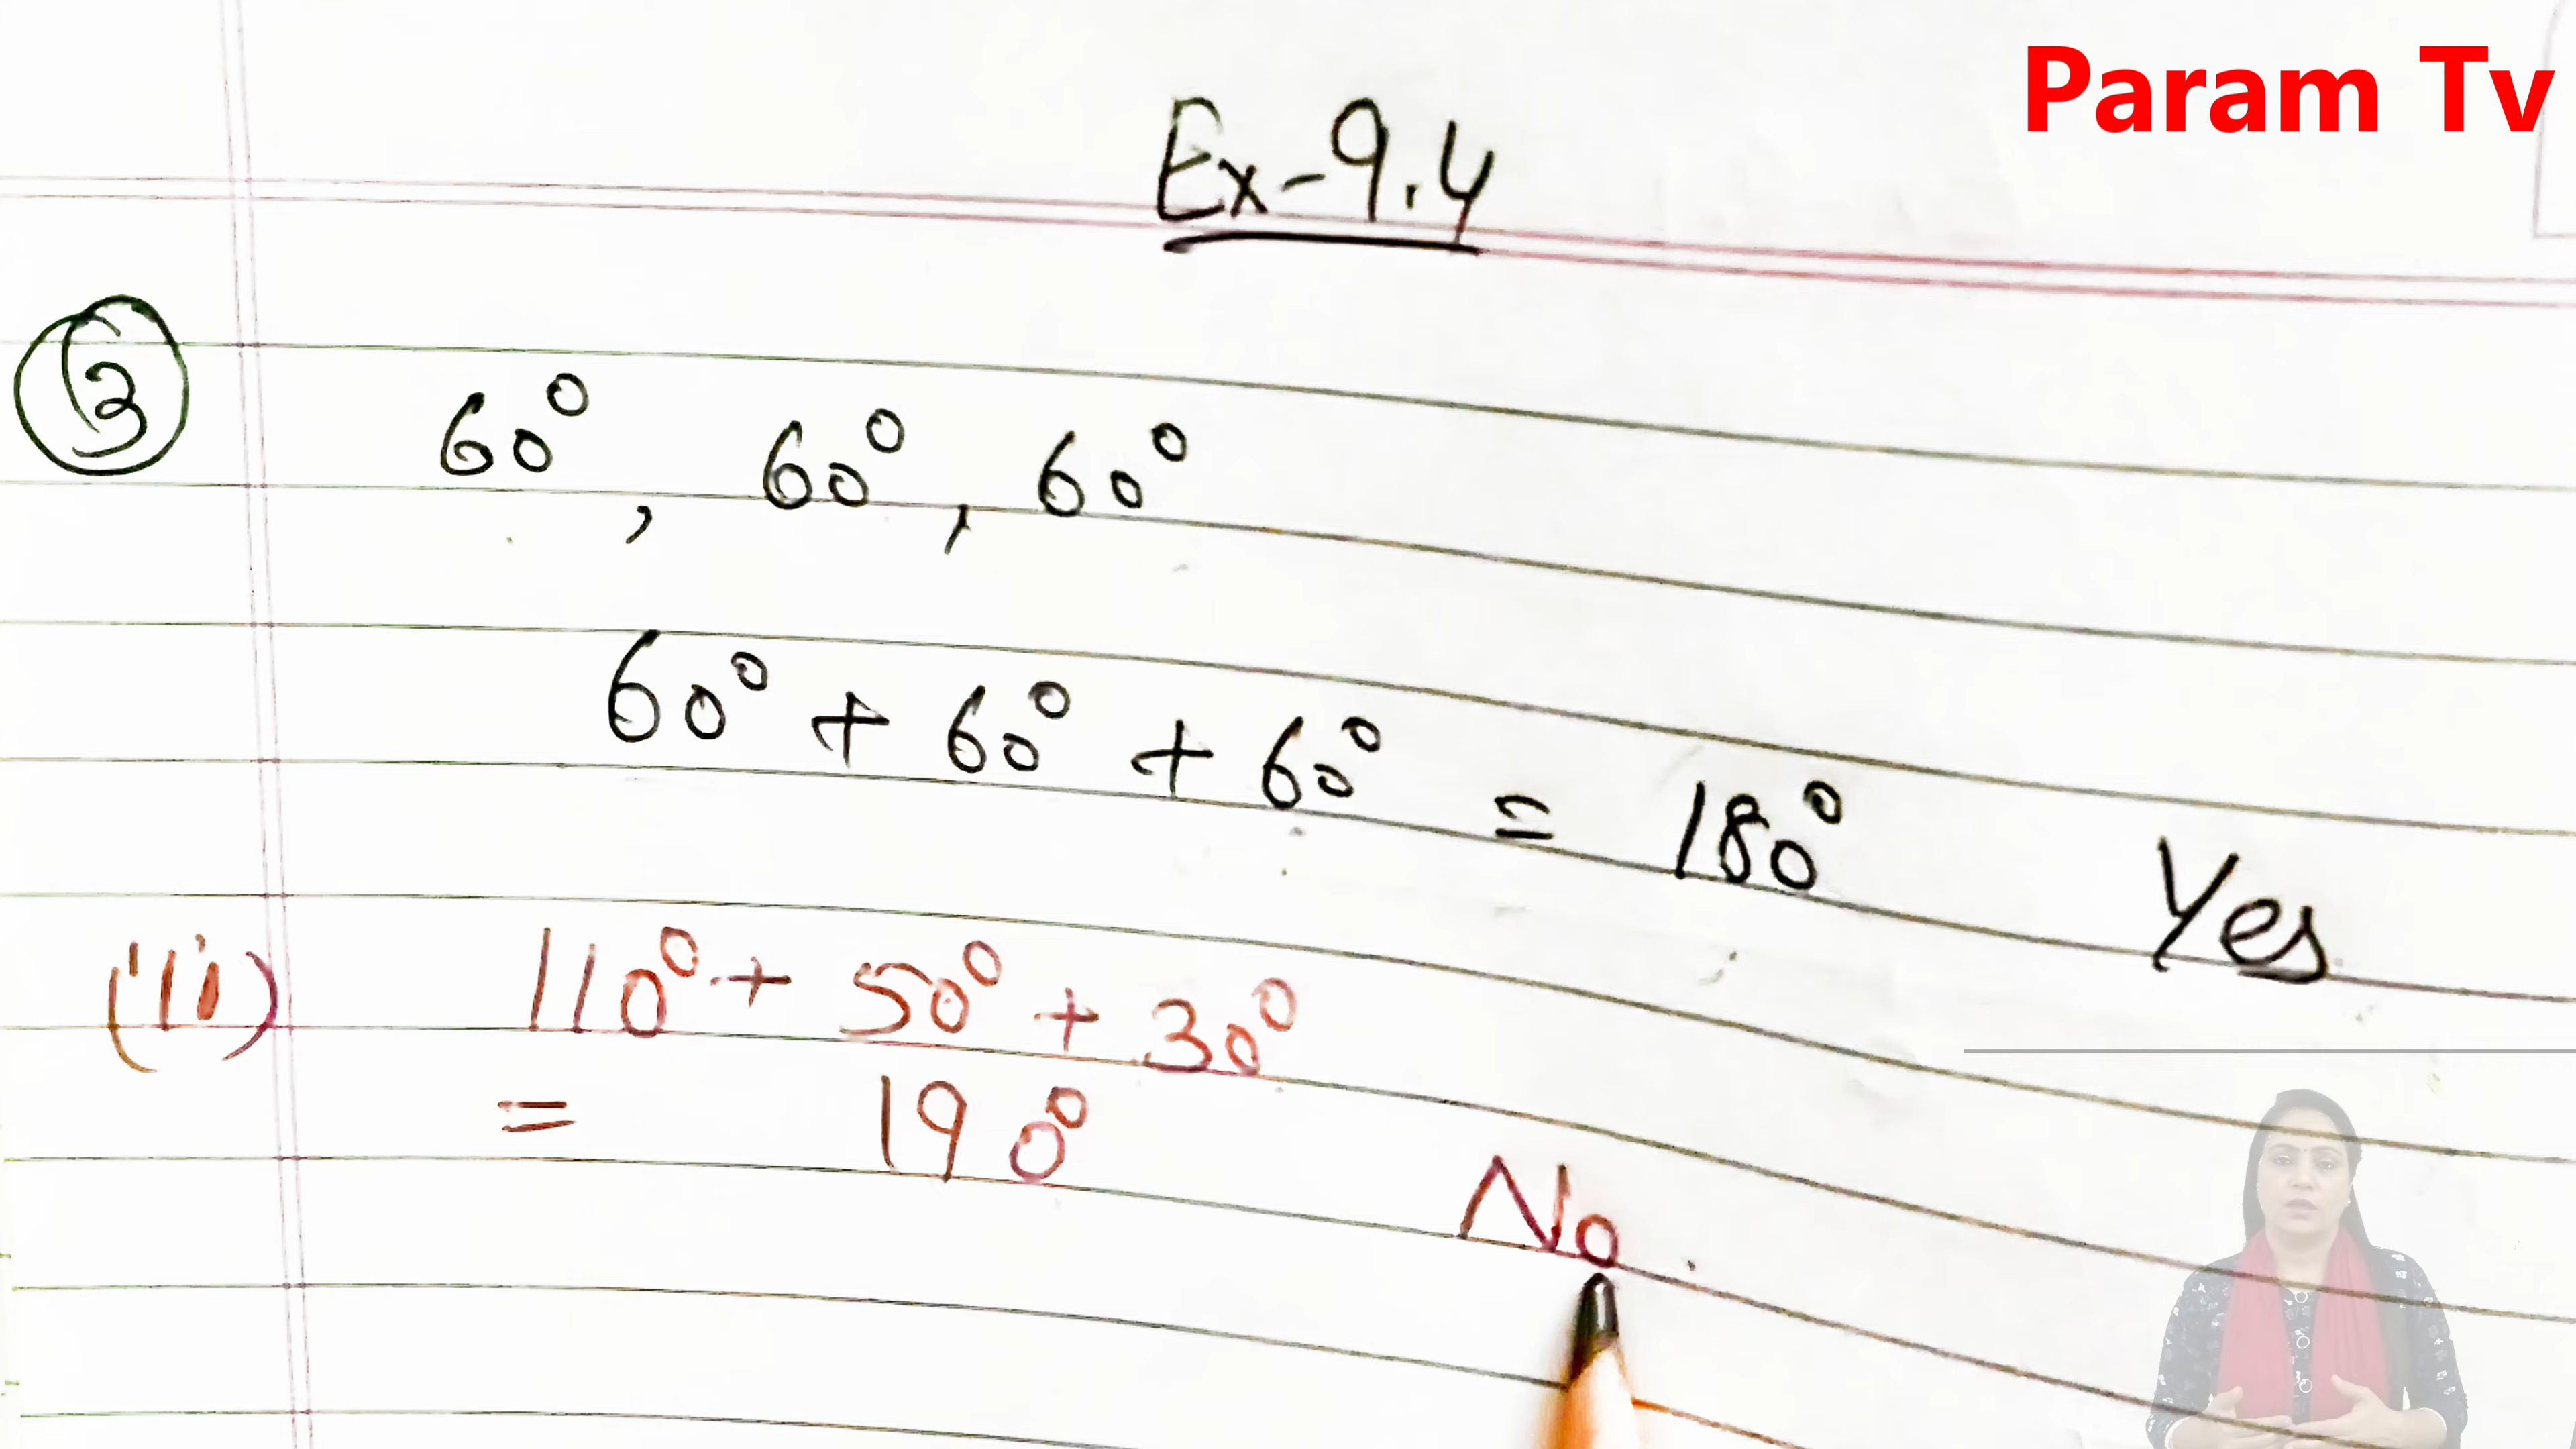 Param Tv
Ex-9.4
3
60°, 60°, 60°
60° + 60° + 60° = 180° Yes
(ii) 110° + 50° + 30°
= 190° No